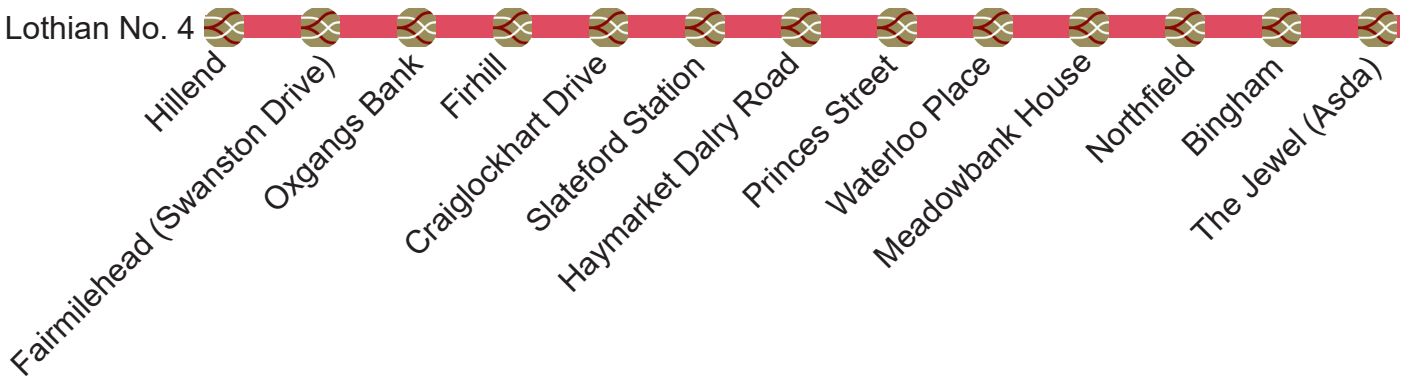 Lothian No. 4
Hillend
Fairmilehead (Swanston Drive)
Oxgangs Bank
Firhill
Craiglockhart Drive
Slateford Station
Haymarket Dalry Road
Princes Street
Waterloo Place
Meadowbank House
Northfield
Bingham
The Jewel (Asda)